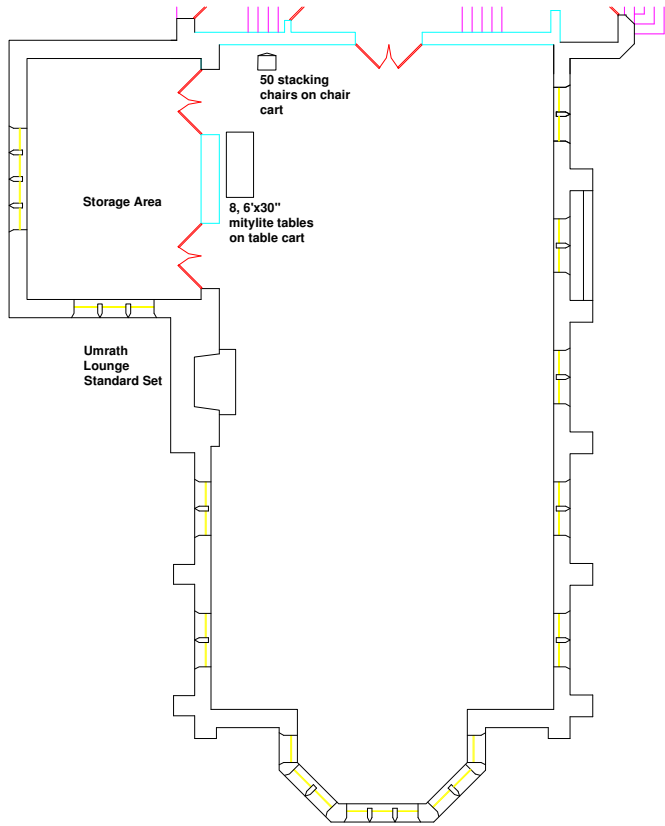 50 stacking
chairs on chair
cart
Storage Area
8, 6'x30"
mitylite tables
on table cart
Umrath
Lounge
Standard Set